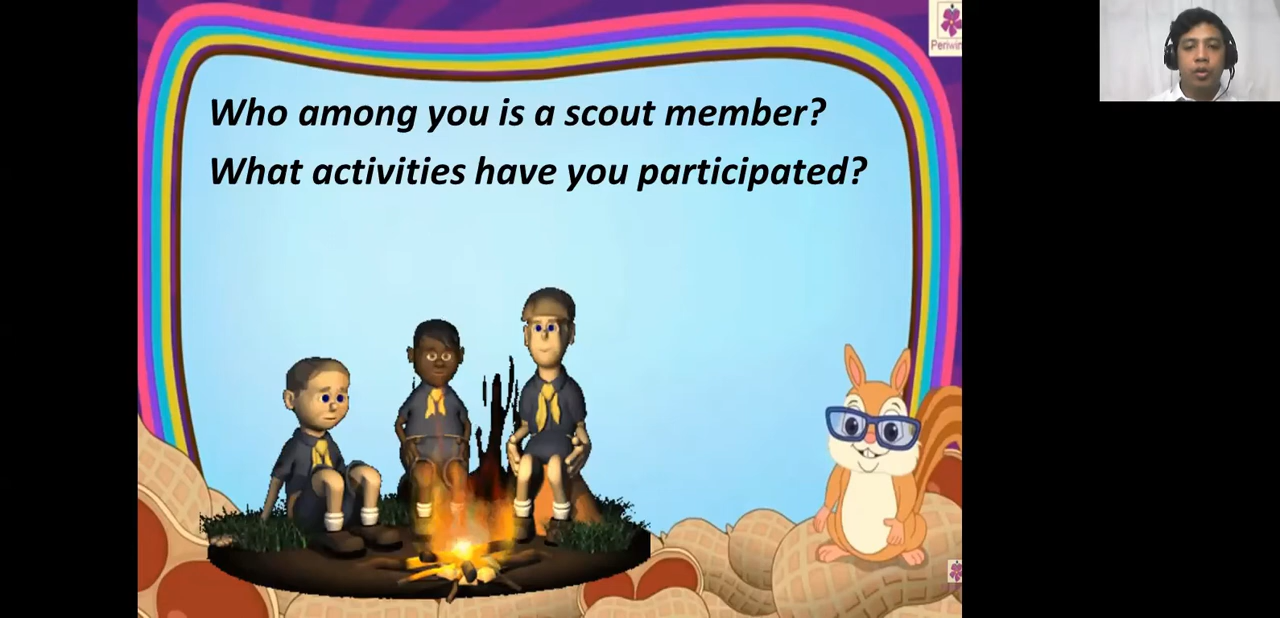 Who among you is a scout member?
What activities have you participated?